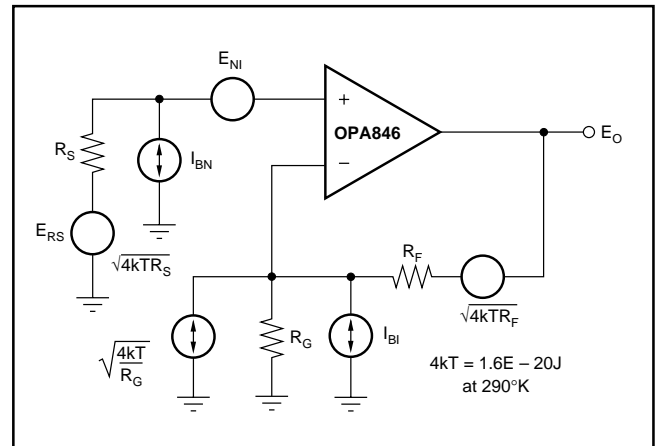 E_NI
+
OPA846
−
E_O
R_S
I_BN
E_RS
√4kTR_S
R_F
√4kTR_F
√4kT/R_G
R_G
I_BI
4kT = 1.6E – 20J
at 290°K